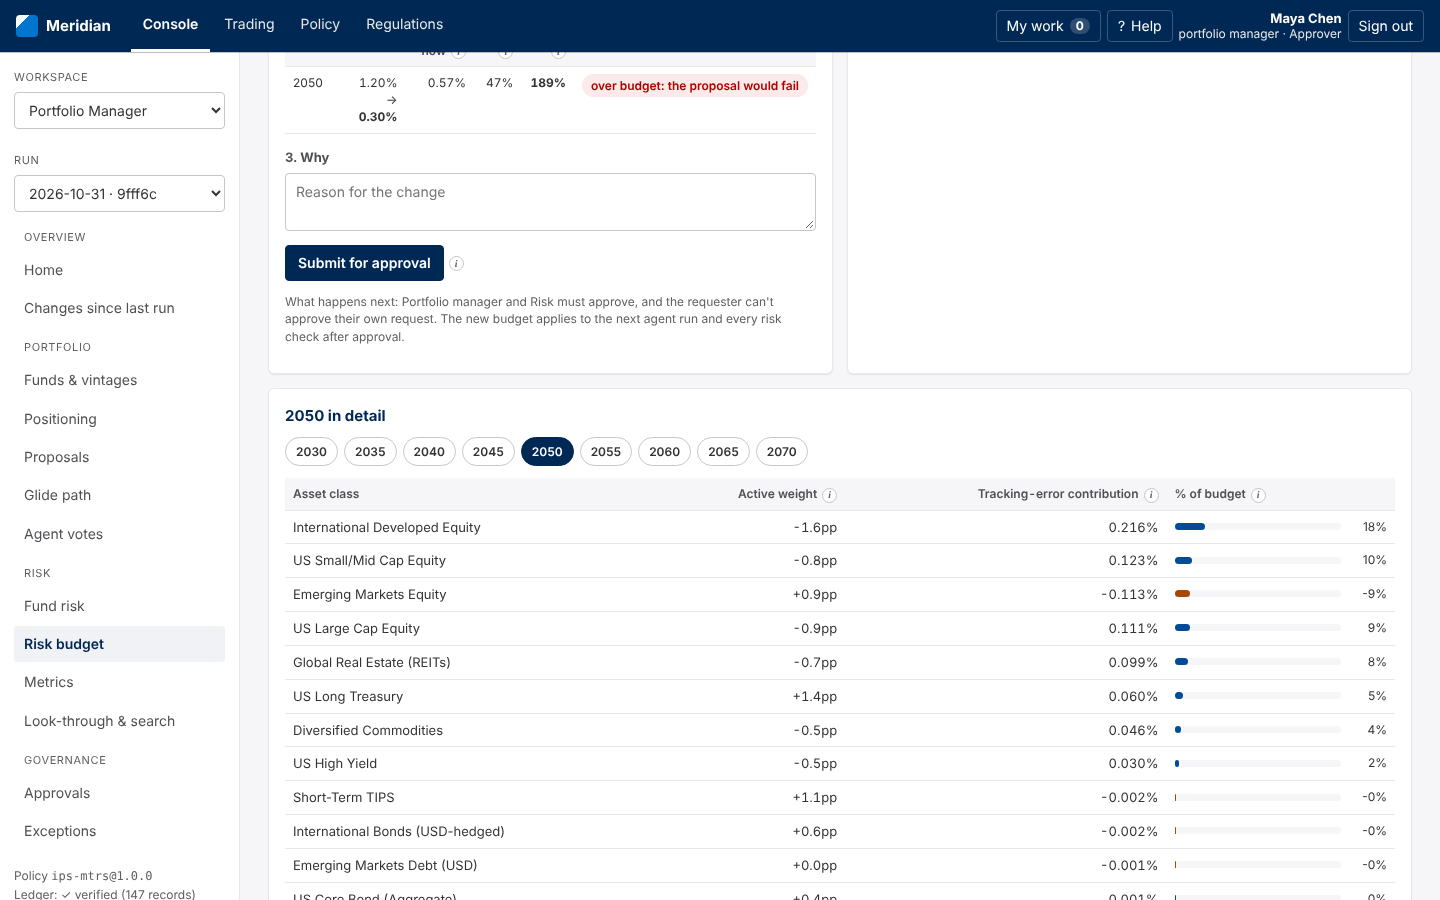 Meridian
Console
Trading
Policy
Regulations
My work 0
? Help
Maya Chen
portfolio manager · Approver
Sign out
WORKSPACE
Portfolio Manager
RUN
2026-10-31 · 9fff6c
OVERVIEW
Home
Changes since last run
PORTFOLIO
Funds & vintages
Positioning
Proposals
Glide path
Agent votes
RISK
Fund risk
Risk budget
Metrics
Look-through & search
GOVERNANCE
Approvals
Exceptions
Policy ips-mtrs@1.0.0
Ledger: ✓ verified (147 records)
now i i i
2050 1.20% → 0.30% 0.57% 47% 189% over budget: the proposal would fail
3. Why
Reason for the change
Submit for approval i
What happens next: Portfolio manager and Risk must approve, and the requester can't
approve their own request. The new budget applies to the next agent run and every risk
check after approval.
2050 in detail
2030 2035 2040 2045 2050 2055 2060 2065 2070
Asset class Active weight i Tracking-error contribution i % of budget i
International Developed Equity -1.6pp 0.216% 18%
US Small/Mid Cap Equity -0.8pp 0.123% 10%
Emerging Markets Equity +0.9pp -0.113% -9%
US Large Cap Equity -0.9pp 0.111% 9%
Global Real Estate (REITs) -0.7pp 0.099% 8%
US Long Treasury +1.4pp 0.060% 5%
Diversified Commodities -0.5pp 0.046% 4%
US High Yield -0.5pp 0.030% 2%
Short-Term TIPS +1.1pp -0.002% -0%
International Bonds (USD-hedged) +0.6pp -0.002% -0%
Emerging Markets Debt (USD) +0.0pp -0.001% -0%
US Core Bond (Aggregate) +0.4pp 0.001% 0%